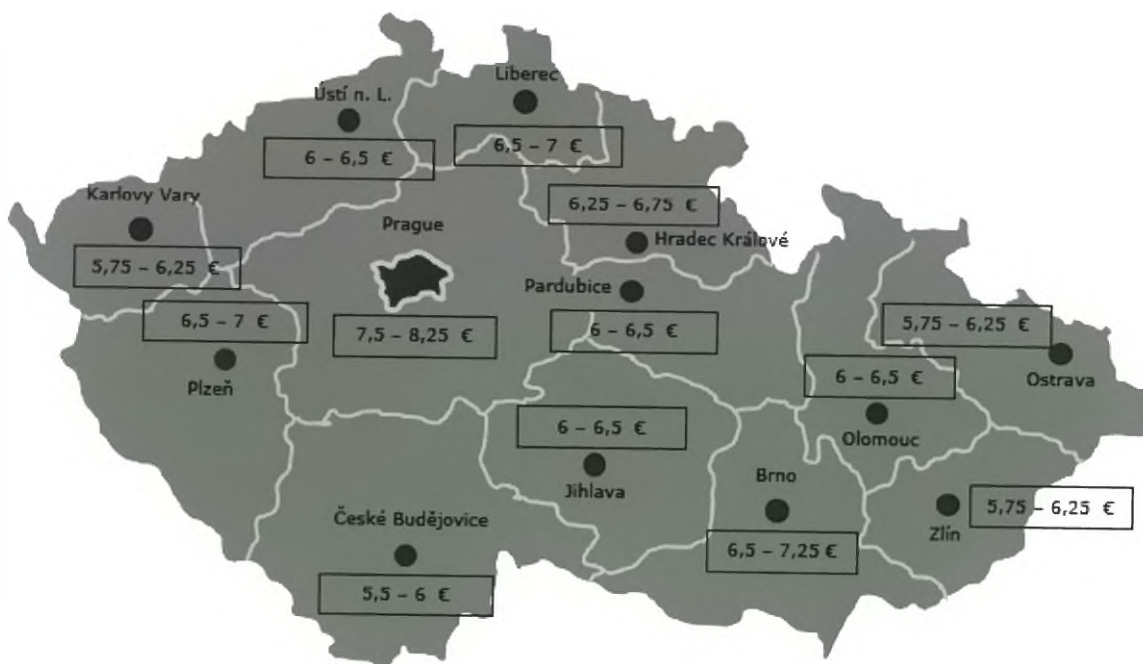 Liberec
Ústí n. L.
6 – 6,5 €
6,5 – 7 €
Karlovy Vary
6,25 – 6,75 €
Prague
Hradec Králové
5,75 – 6,25 €
Pardubice
6,5 – 7 €
7,5 – 8,25 €
6 – 6,5 €
5,75 – 6,25 €
Plzeň
6 – 6,5 €
Ostrava
6 – 6,5 €
Olomouc
Jihlava
Brno
České Budějovice
5,75 – 6,25 €
Zlín
6,5 – 7,25 €
5,5 – 6 €